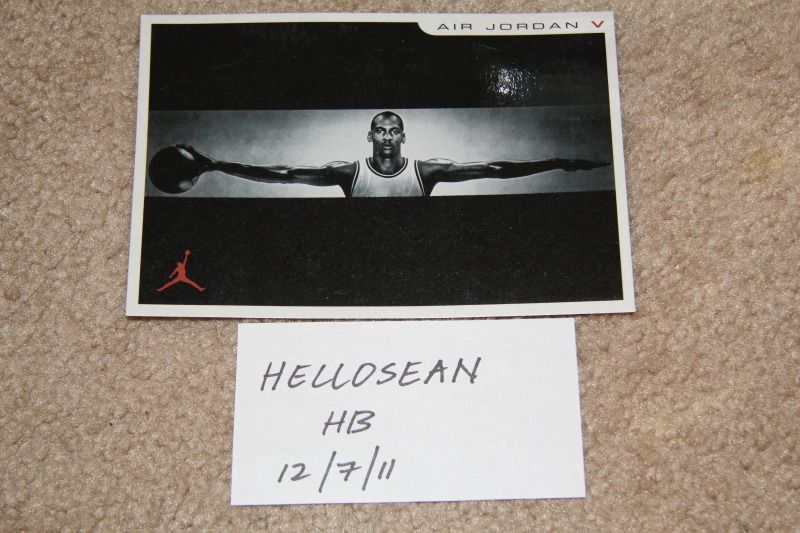 AIR JORDAN V
HELLOSEAN
HB
12/7/11